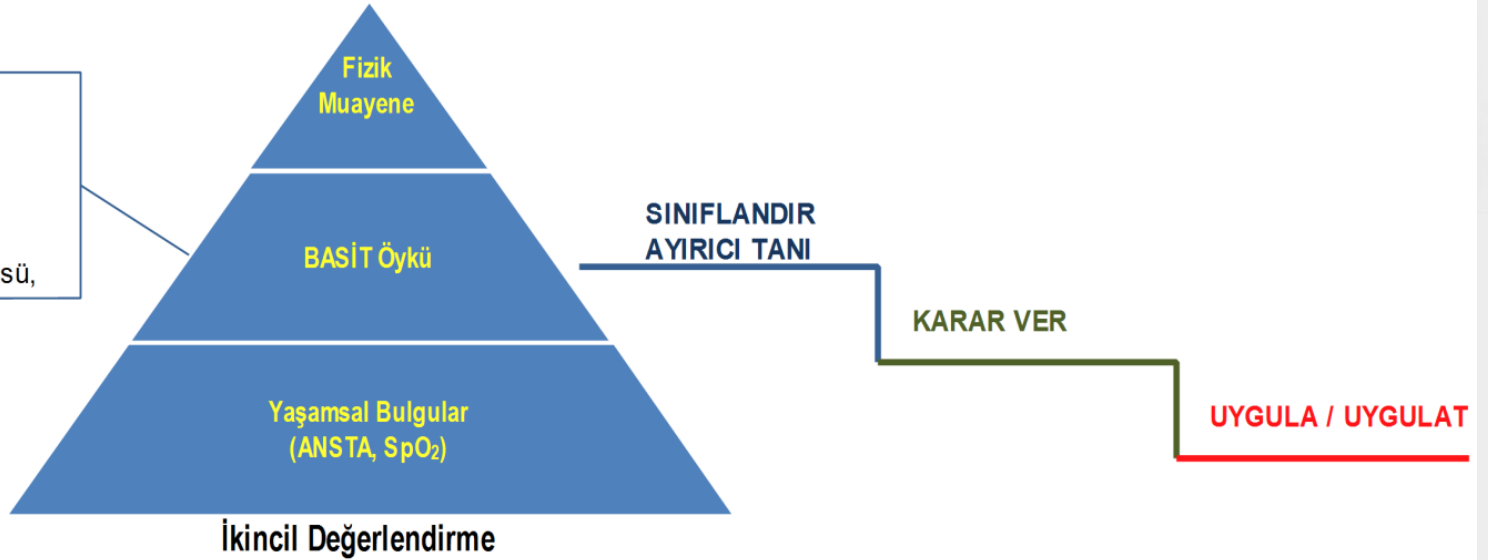 Fizik
Muayene
BASİT Öykü
sü,
Yaşamsal Bulgular
(ANSTA, SpO₂)
İkincil Değerlendirme
SINIFLANDIR
AYIRICI TANI
KARAR VER
UYGULA / UYGULAT